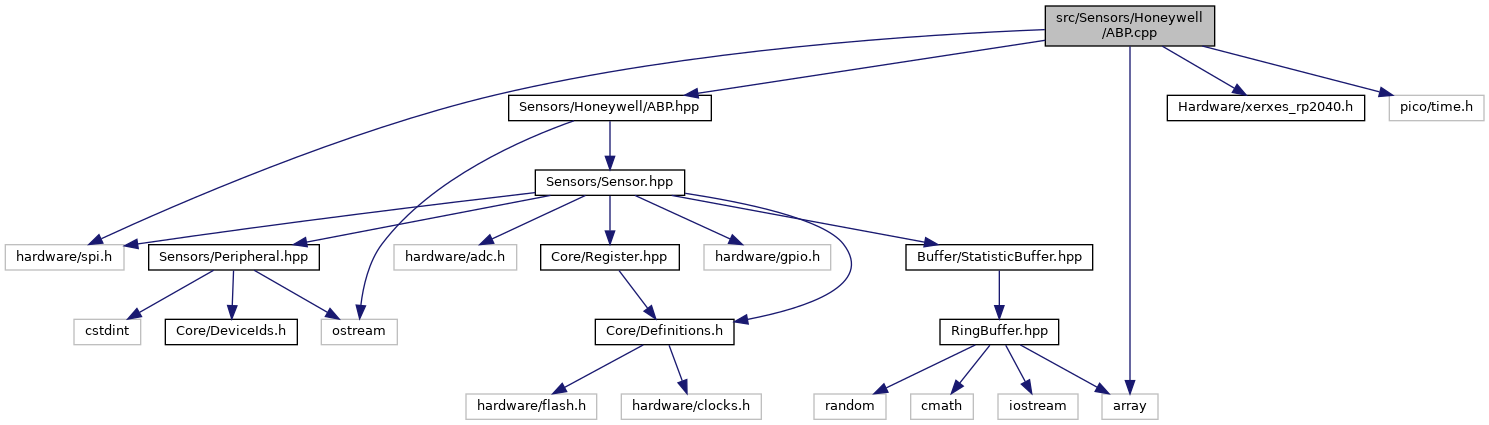 src/Sensors/Honeywell
/ABP.cpp
Sensors/Honeywell/ABP.hpp
Hardware/xerxes_rp2040.h
pico/time.h
Sensors/Sensor.hpp
hardware/spi.h
Sensors/Peripheral.hpp
hardware/adc.h
Core/Register.hpp
hardware/gpio.h
Buffer/StatisticBuffer.hpp
cstdint
Core/DeviceIds.h
ostream
Core/Definitions.h
RingBuffer.hpp
hardware/flash.h
hardware/clocks.h
random
cmath
iostream
array